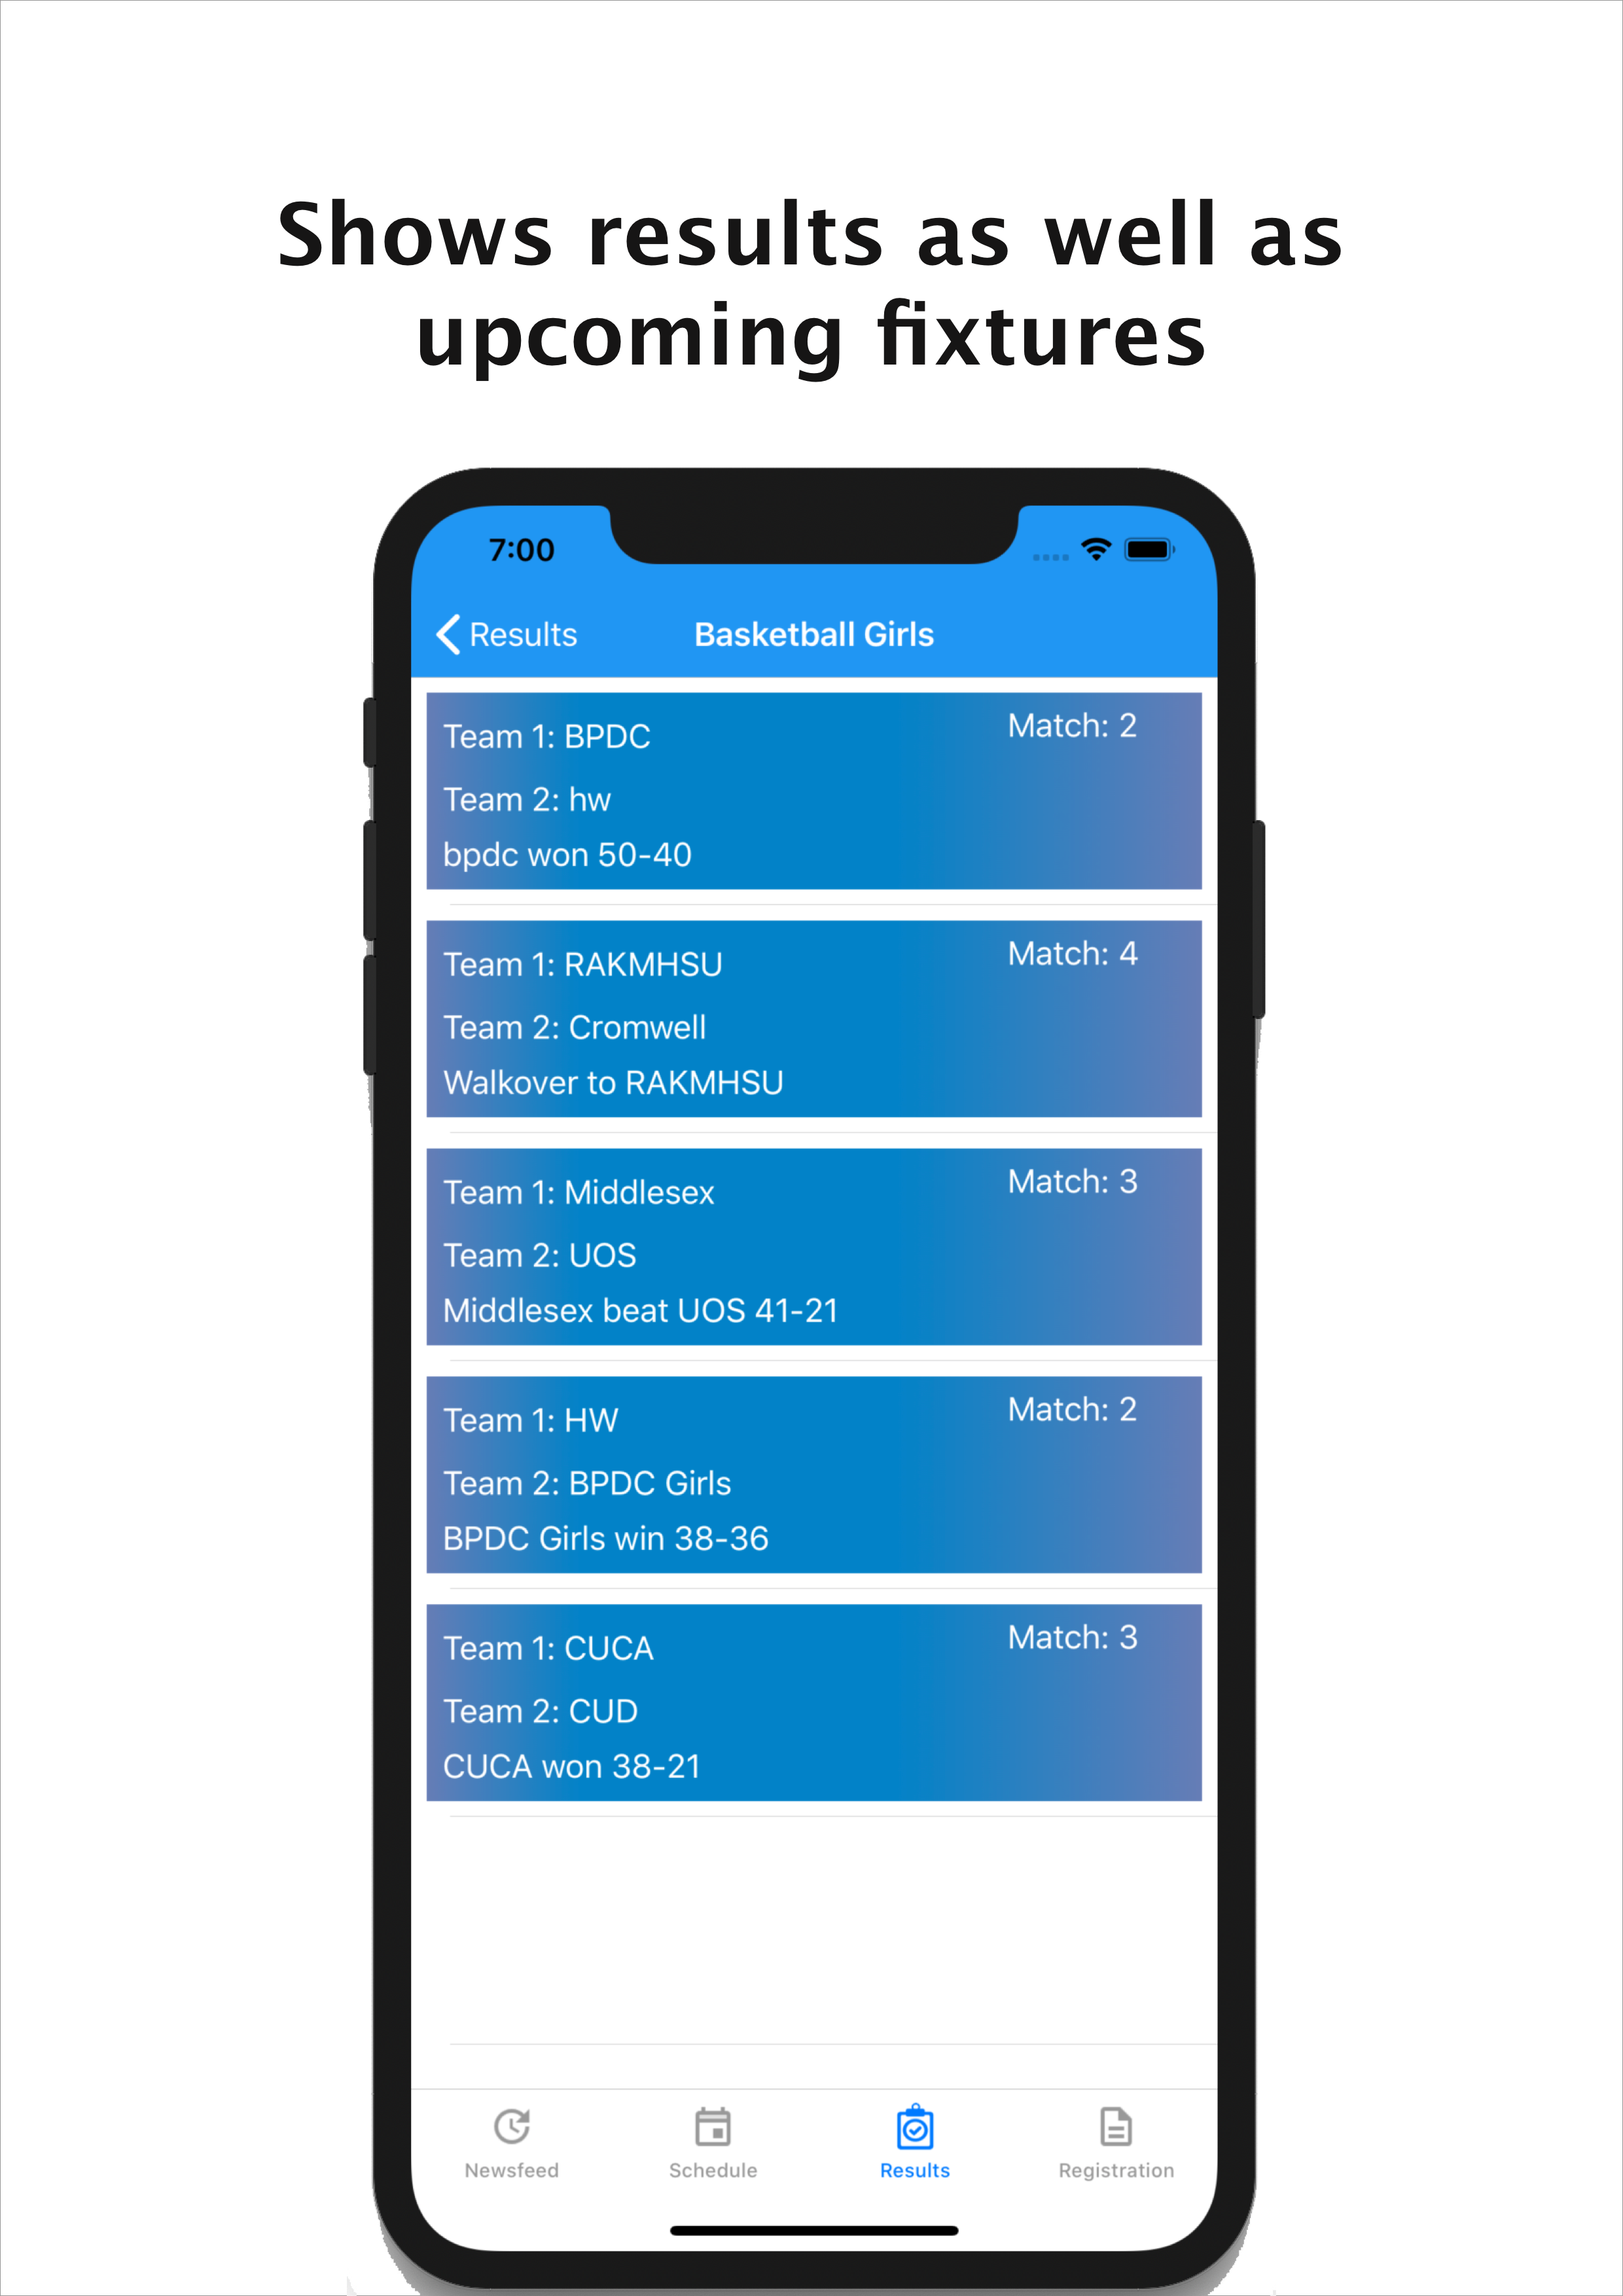 Shows results as well as
upcoming fixtures
7:00
Results
Basketball Girls
Team 1: BPDC
Match: 2
Team 2: hw
bpdc won 50-40
Team 1: RAKMHSU
Match: 4
Team 2: Cromwell
Walkover to RAKMHSU
Team 1: Middlesex
Match: 3
Team 2: UOS
Middlesex beat UOS 41-21
Team 1: HW
Match: 2
Team 2: BPDC Girls
BPDC Girls win 38-36
Team 1: CUCA
Match: 3
Team 2: CUD
CUCA won 38-21
Newsfeed
Schedule
Results
Registration